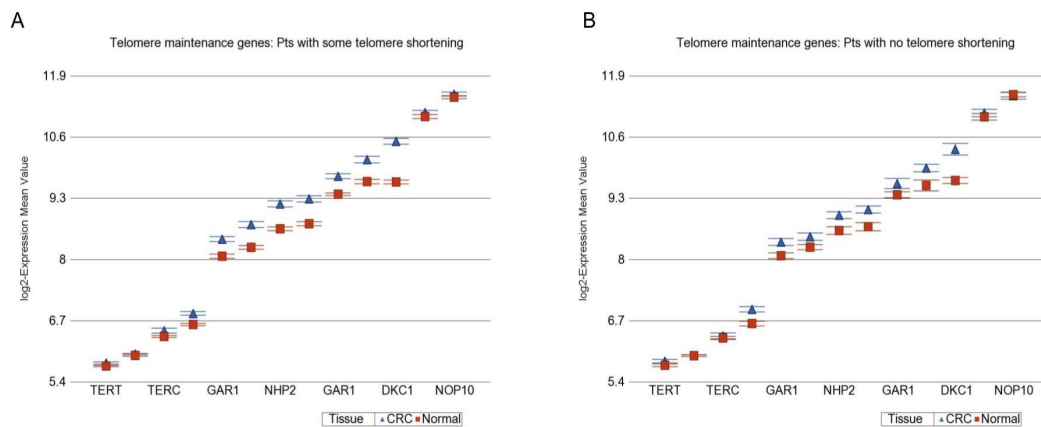 A
Telomere maintenance genes: Pts with some telomere shortening
log2-Expression Mean Value
11.9
10.6
9.3
8
6.7
5.4
TERT TERC GAR1 NHP2 GAR1 DKC1 NOP10
Tissue CRC Normal
B
Telomere maintenance genes: Pts with no telomere shortening
log2-Expression Mean Value
11.9
10.6
9.3
8
6.7
5.4
TERT TERC GAR1 NHP2 GAR1 DKC1 NOP10
Tissue CRC Normal